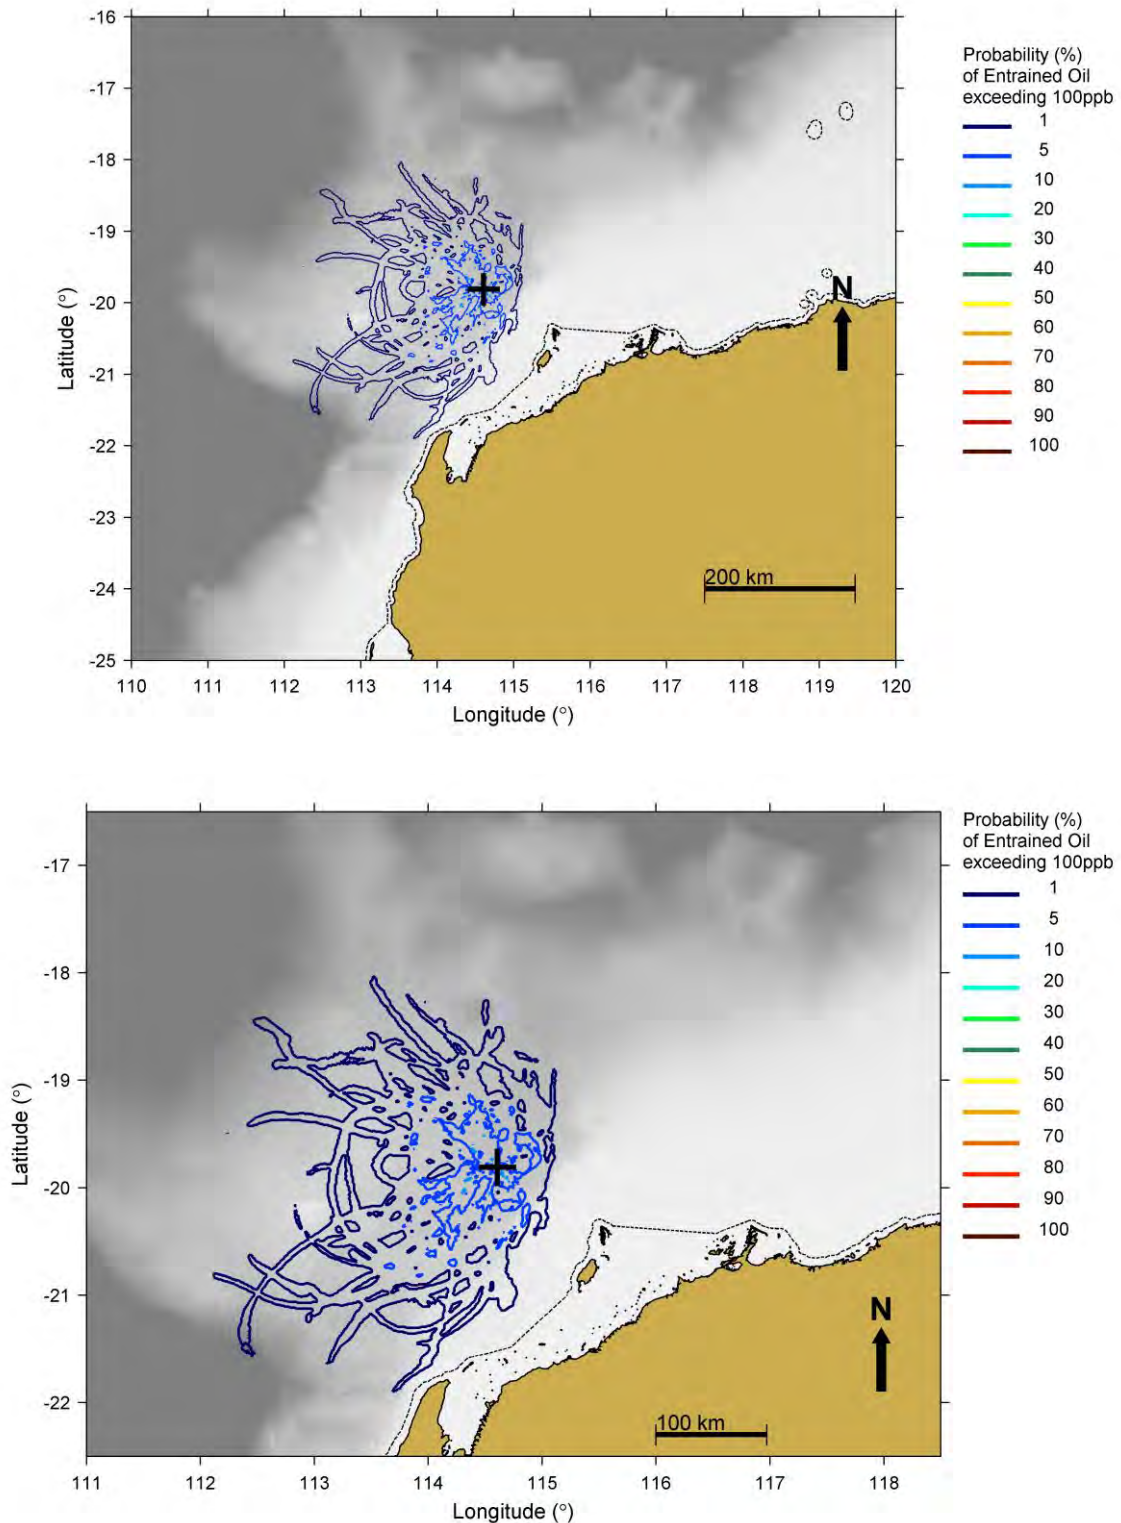 -16
-17
-18
-19
-20
-21
-22
-23
-24
-25
Latitude (°)
110 111 112 113 114 115 116 117 118 119 120
Longitude (°)
N
200 km
Probability (%)
of Entrained Oil
exceeding 100ppb
1
5
10
20
30
40
50
60
70
80
90
100
-17
-18
-19
-20
-21
-22
Latitude (°)
111 112 113 114 115 116 117 118
Longitude (°)
N
100 km
Probability (%)
of Entrained Oil
exceeding 100ppb
1
5
10
20
30
40
50
60
70
80
90
100